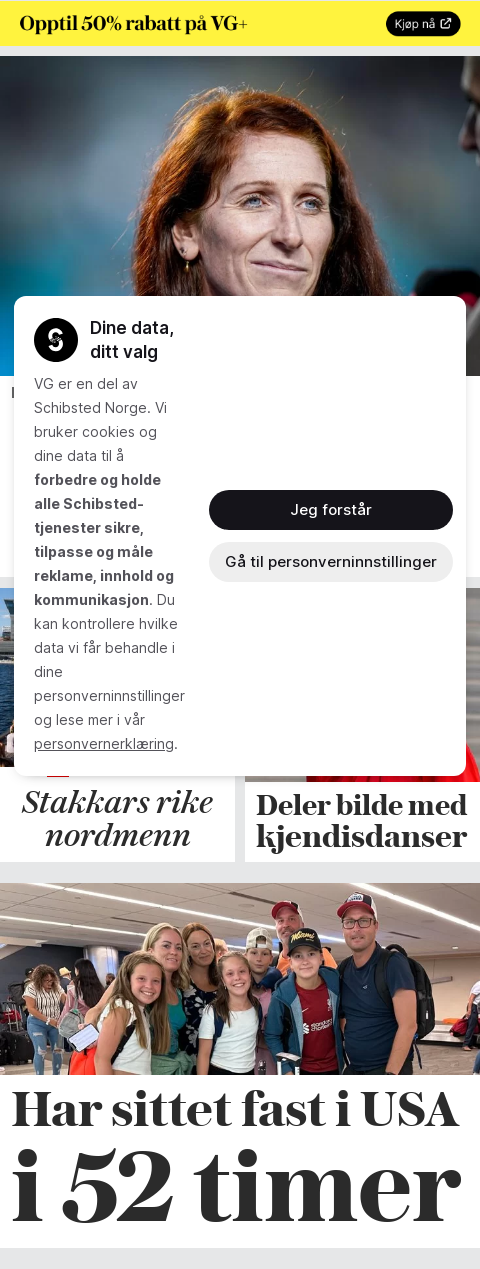 Opptil 50% rabatt på VG+
Kjøp nå
Dine data,
ditt valg
VG er en del av
Schibsted Norge. Vi
bruker cookies og
dine data til å
forbedre og holde
alle Schibsted-
tjenester sikre,
tilpasse og måle
reklame, innhold og
kommunikasjon. Du
kan kontrollere hvilke
data vi får behandle i
dine
personverninnstillinger
og lese mer i vår
personvernerklæring.
Jeg forstår
Gå til personverninnstillinger
Stakkars rike
nordmenn
Deler bilde med
kjendisdanser
Har sittet fast i USA
i 52 timer